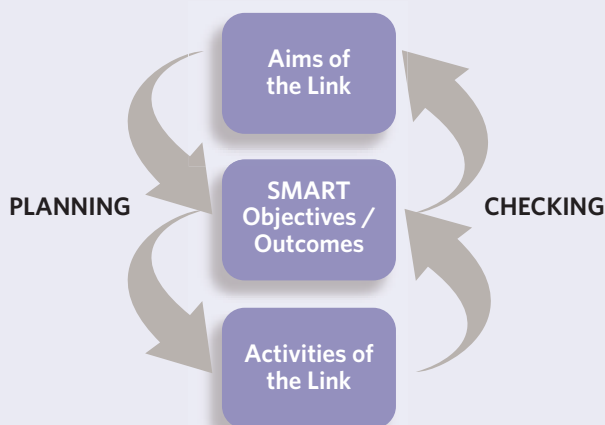 Aims of
the Link
PLANNING
SMART
Objectives /
Outcomes
CHECKING
Activities of
the Link